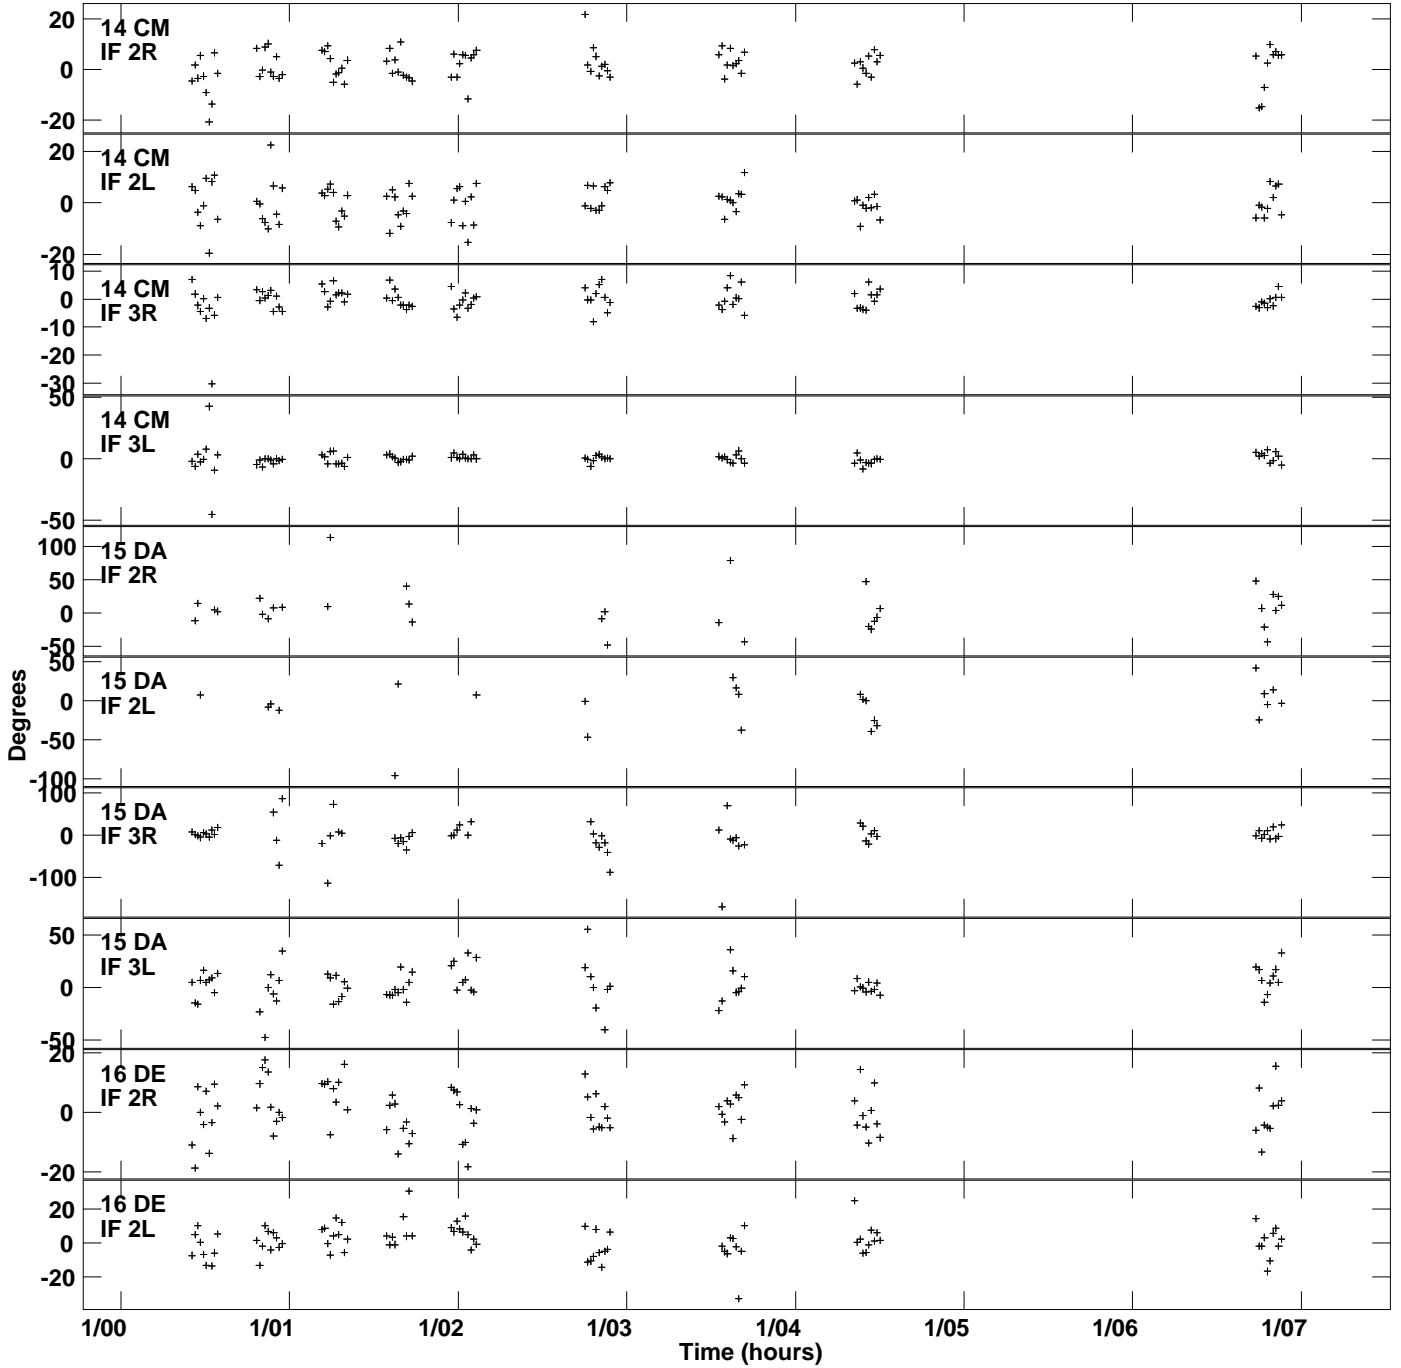 20
0
-20
14 CM
IF 2R
20
0
-20
14 CM
IF 2L
10
0
-10
-20
-30
14 CM
IF 3R
50
0
-50
14 CM
IF 3L
100
50
0
-50
15 DA
IF 2R
50
0
-50
-100
15 DA
IF 2L
100
0
-100
15 DA
IF 3R
50
0
-50
15 DA
IF 3L
20
0
-20
16 DE
IF 2R
20
0
-20
16 DE
IF 2L
Degrees
1/00 1/01 1/02 1/03 1/04 1/05 1/06 1/07
Time (hours)